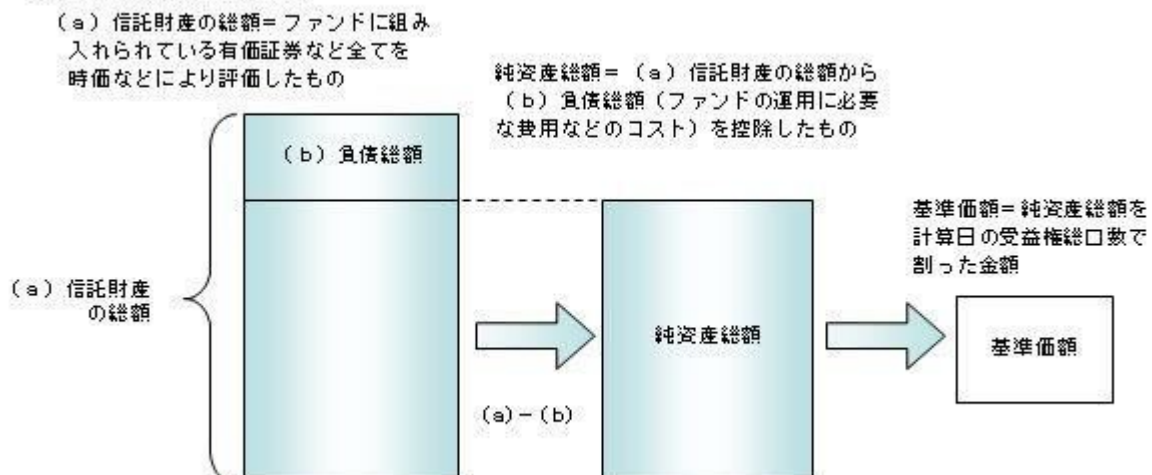 (a)信託財産の総額=ファンドに組み
入れられている有価証券など全てを
時価などにより評価したもの
純資産総額=(a)信託財産の総額から
(b)負債総額(ファンドの運用に必要
な費用などのコスト)を控除したもの
(b)負債総額
基準価額=純資産総額を
計算日の受益権総口数で
割った金額
(a)信託財産
の総額
純資産総額
基準価額
(a)-(b)